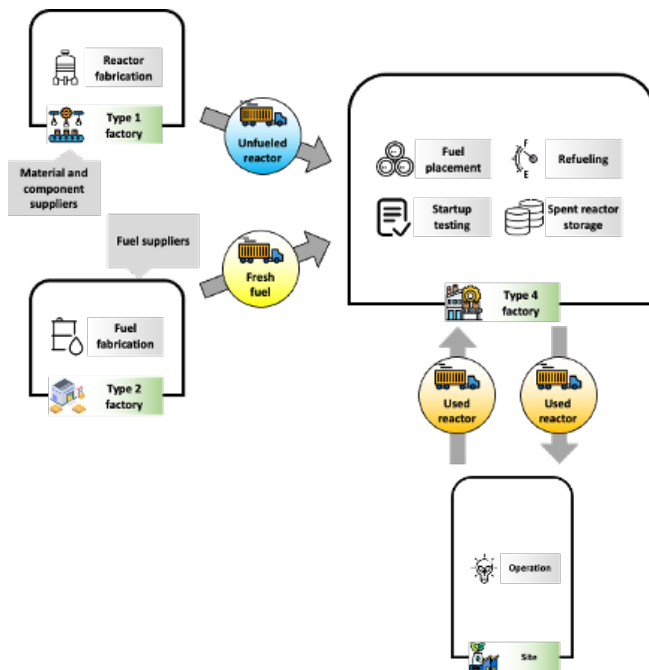 Reactor
fabrication
Type 1
factory
Material and
component
suppliers
Unfueled
reactor
Fuel
placement
F
E
Refueling
Startup
testing
Spent reactor
storage
Type 4
factory
Fuel suppliers
Fresh
fuel
Fuel
fabrication
Type 2
factory
Used
reactor
Used
reactor
Operation
Site